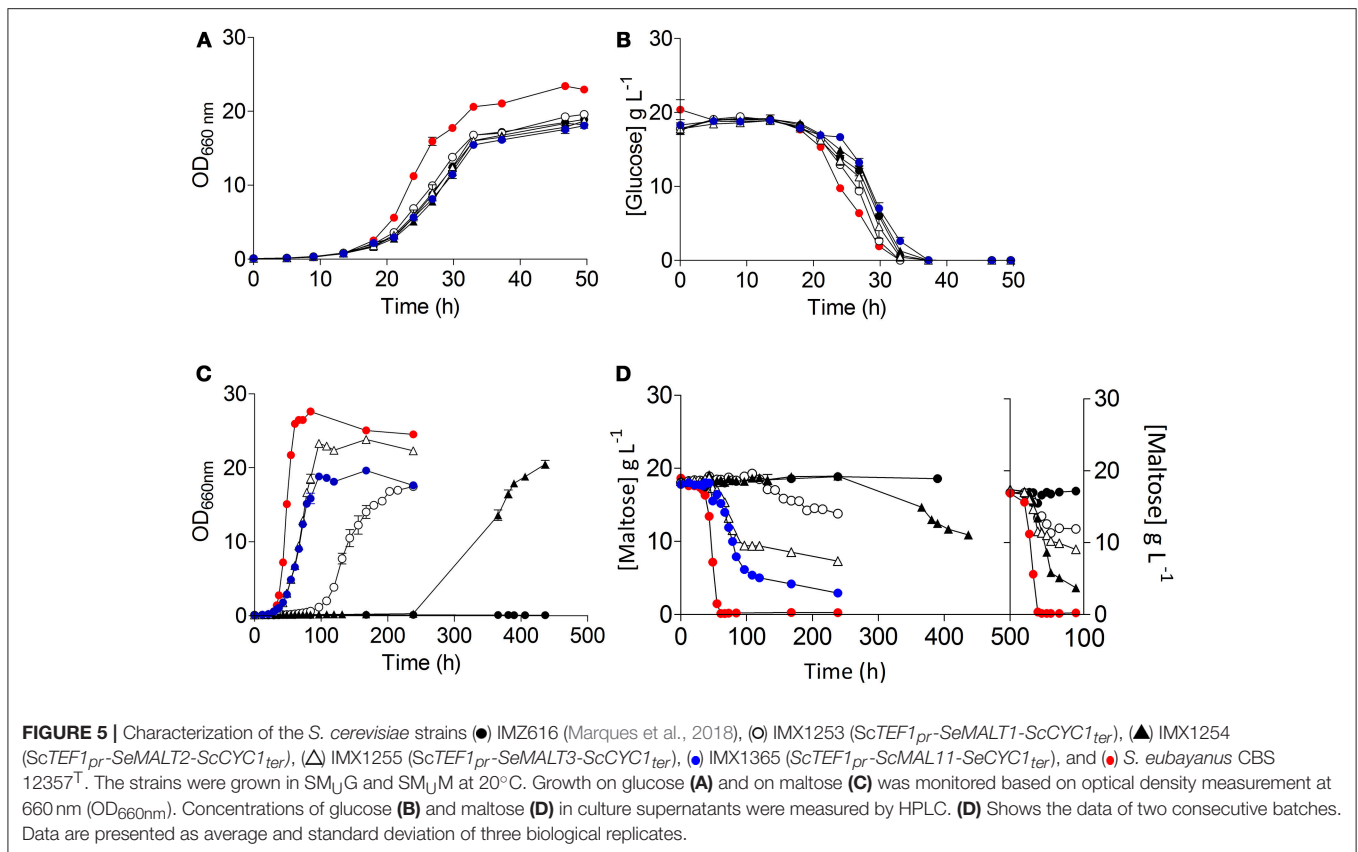 A
B
30
20
10
0
OD660 nm
0 10 20 30 40 50
Time (h)
30
20
10
0
[Glucose] g L-1
0 10 20 30 40 50
Time (h)
C
D
30
20
10
0
OD660nm
0 100 200 300 400 500
Time (h)
30
20
10
0
[Maltose] g L-1
0 100 200 300 400 500 100
Time (h)
30
20
10
0
[Maltose] g L-1
FIGURE 5 | Characterization of the S. cerevisiae strains (●) IMZ616 (Marques et al., 2018), (○) IMX1253 (ScTEF1pr-SeMALT1-ScCYC1ter), (▲) IMX1254
(ScTEF1pr-SeMALT2-ScCYC1ter), (△) IMX1255 (ScTEF1pr-SeMALT3-ScCYC1ter), (●) IMX1365 (ScTEF1pr-ScMAL11-SeCYC1ter), and (●) S. eubayanus CBS
12357T. The strains were grown in SMUG and SMUM at 20°C. Growth on glucose (A) and on maltose (C) was monitored based on optical density measurement at
660 nm (OD660nm). Concentrations of glucose (B) and maltose (D) in culture supernatants were measured by HPLC. (D) Shows the data of two consecutive batches.
Data are presented as average and standard deviation of three biological replicates.